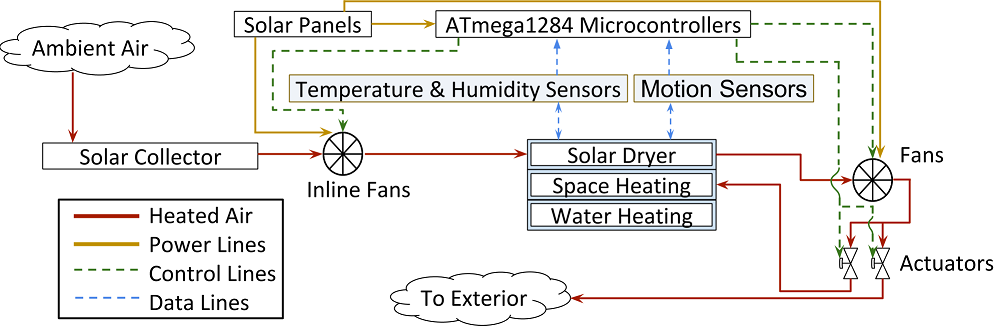 Solar Panels
ATmega1284 Microcontrollers
Ambient Air
Temperature & Humidity Sensors
Motion Sensors
Solar Collector
Inline Fans
Solar Dryer
Space Heating
Water Heating
Fans
Heated Air
Power Lines
Control Lines
Data Lines
Actuators
To Exterior